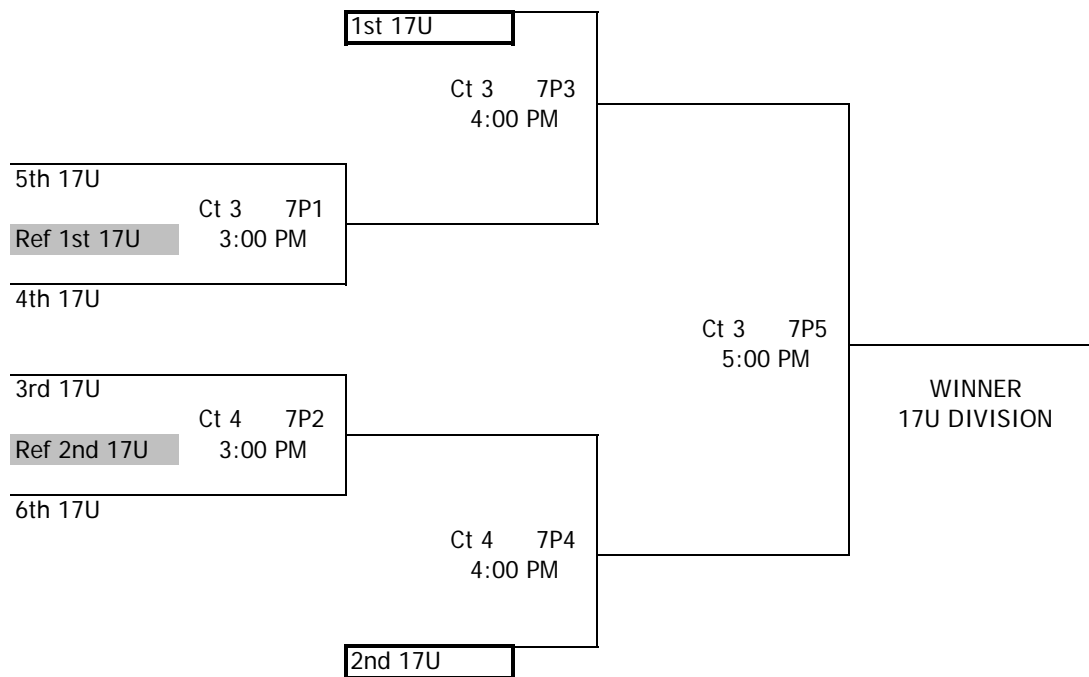 1st 17U
Ct 3 7P3
4:00 PM
5th 17U
Ct 3 7P1
Ref 1st 17U 3:00 PM
4th 17U
Ct 3 7P5
5:00 PM
3rd 17U
WINNER
Ct 4 7P2
17U DIVISION
Ref 2nd 17U 3:00 PM
6th 17U
Ct 4 7P4
4:00 PM
2nd 17U